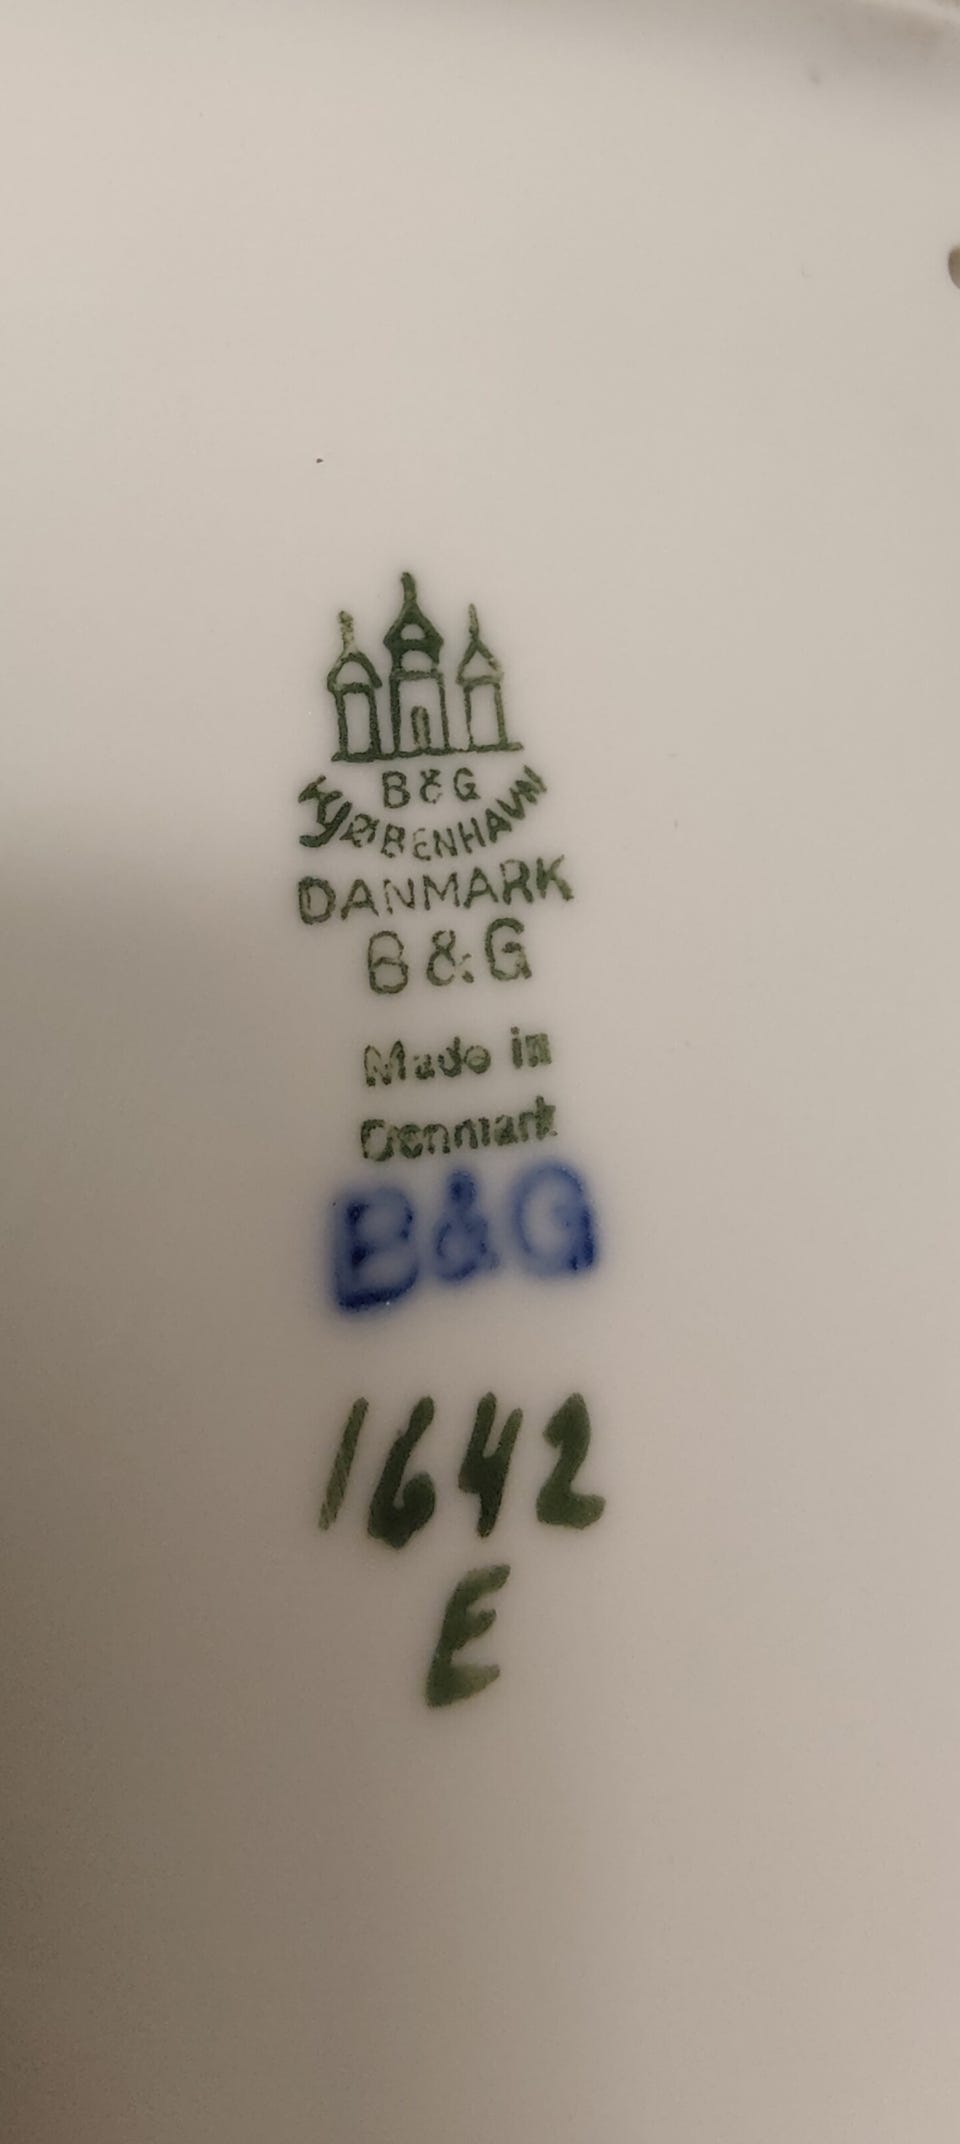 B&G
KJØBENHAVN
DANMARK
B&G
Made in
Denmark
B&G
1642
E